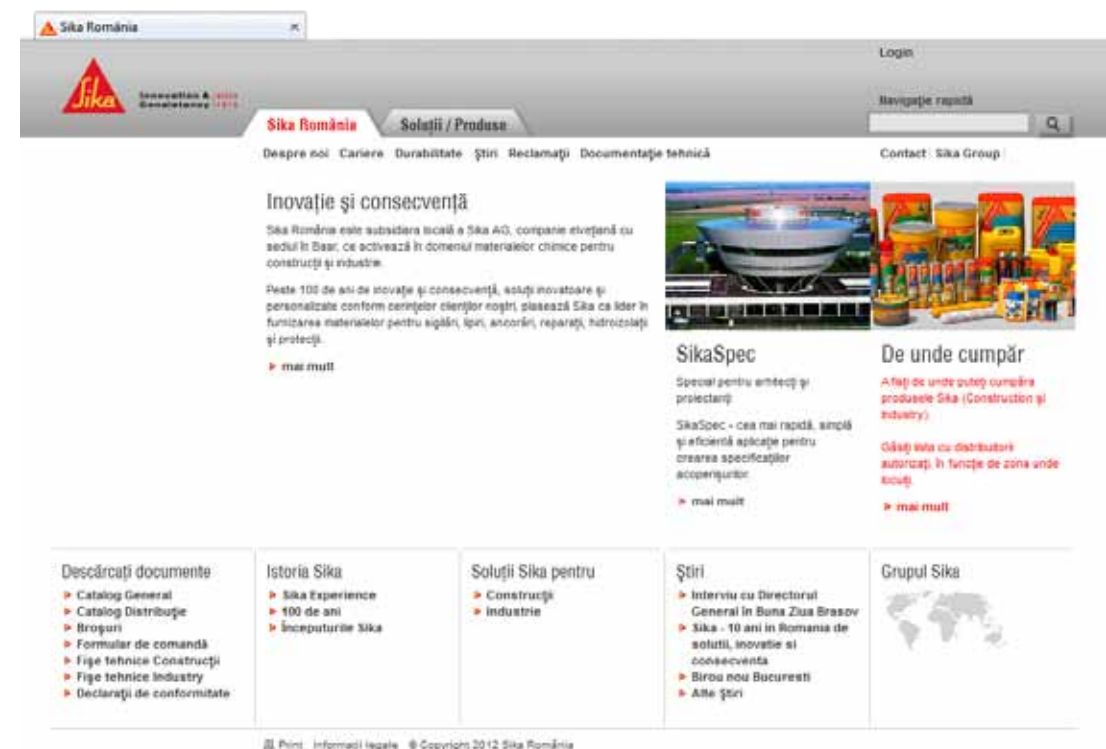 Sika România
Login
Sika
Innovation & since
Consistency 1910
Navigaţie rapidă
Sika România
Soluţii / Produse
Despre noi Cariere Durabilitate Ştiri Reclamaţii Documentaţie tehnică
Contact Sika Group
Inovaţie şi consecvenţă
Sika România este subsidiara locală a Sika AG, companie elveţiană cu
sediul în Baar, ce activează în domeniul materialelor chimice pentru
construcţii şi industrie.
Peste 100 de ani de inovaţie şi consecvenţă, soluţii inovatoare şi
personalizate conform cerinţelor clienţilor noştri, plasează Sika ca lider în
furnizarea materialelor pentru sigilări, lipiri, ancorări, reparaţii, hidroizolaţii
şi protecţii.
mai mult
SikaSpec
Special pentru arhitecţi şi
proiectanţi
SikaSpec - cea mai rapidă, simplă
şi eficientă aplicaţie pentru
crearea specificaţiilor
acoperişurilor.
mai mult
De unde cumpăr
Aflaţi de unde puteţi cumpăra
produsele Sika (Construction şi
Industry).
Găsiţi lista cu distribuitorii
autorizaţi, în funcţie de zona unde
locuiţi.
mai mult
Descărcaţi documente
Catalog General
Catalog Distribuţie
Broşuri
Formular de comandă
Fişe tehnice Construcţii
Fişe tehnice Industry
Declaraţii de conformitate
Istoria Sika
Sika Experience
100 de ani
Începuturile Sika
Soluţii Sika pentru
Construcţii
Industrie
Ştiri
Interviu cu Directorul
General în Buna Ziua Brasov
Sika - 10 ani in Romania de
solutii, inovatie si
consecventa
Birou nou Bucuresti
Alte Ştiri
Grupul Sika
Print Informaţii legale © Copyright 2012 Sika România